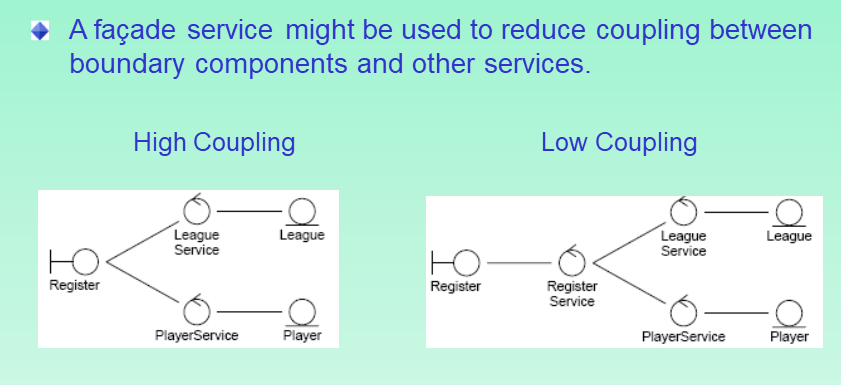 A façade service might be used to reduce coupling between
boundary components and other services.
High Coupling
Low Coupling
League
Service
League
Register
PlayerService
Player
League
Service
League
Register
Register
Service
PlayerService
Player